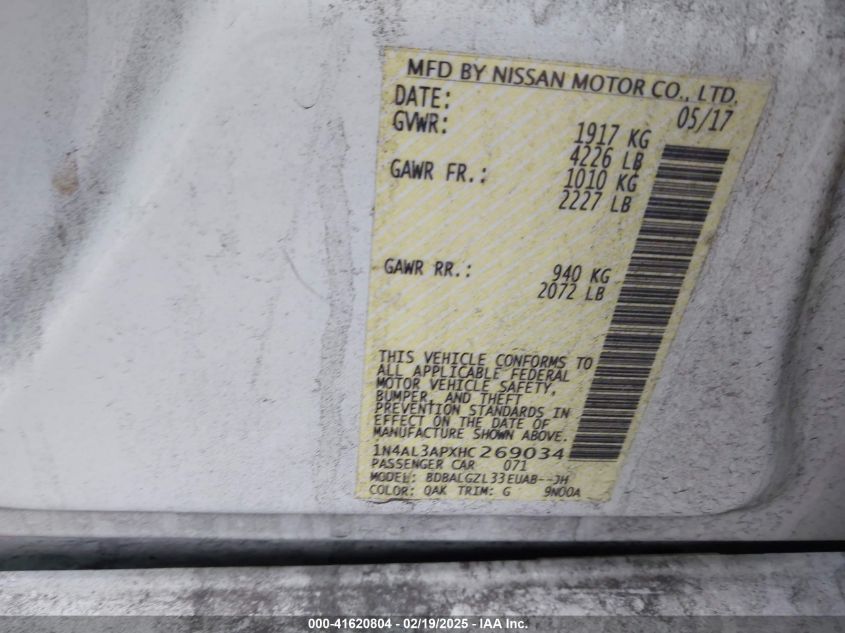 MFD BY NISSAN MOTOR CO., LTD.
DATE: 05/17
GVWR: 1917 KG
4226 LB
GAWR FR.: 1010 KG
2227 LB
GAWR RR.: 940 KG
2072 LB
THIS VEHICLE CONFORMS TO
ALL APPLICABLE FEDERAL
MOTOR VEHICLE SAFETY,
BUMPER, AND THEFT
PREVENTION STANDARDS IN
EFFECT ON THE DATE OF
MANUFACTURE SHOWN ABOVE.
1N4AL3APXHC269034
PASSENGER CAR 071
MODEL: BDBALGZL33EUAB--JH
COLOR: QAK TRIM: G 9N00A
000-41620804 - 02/19/2025 - IAA Inc.